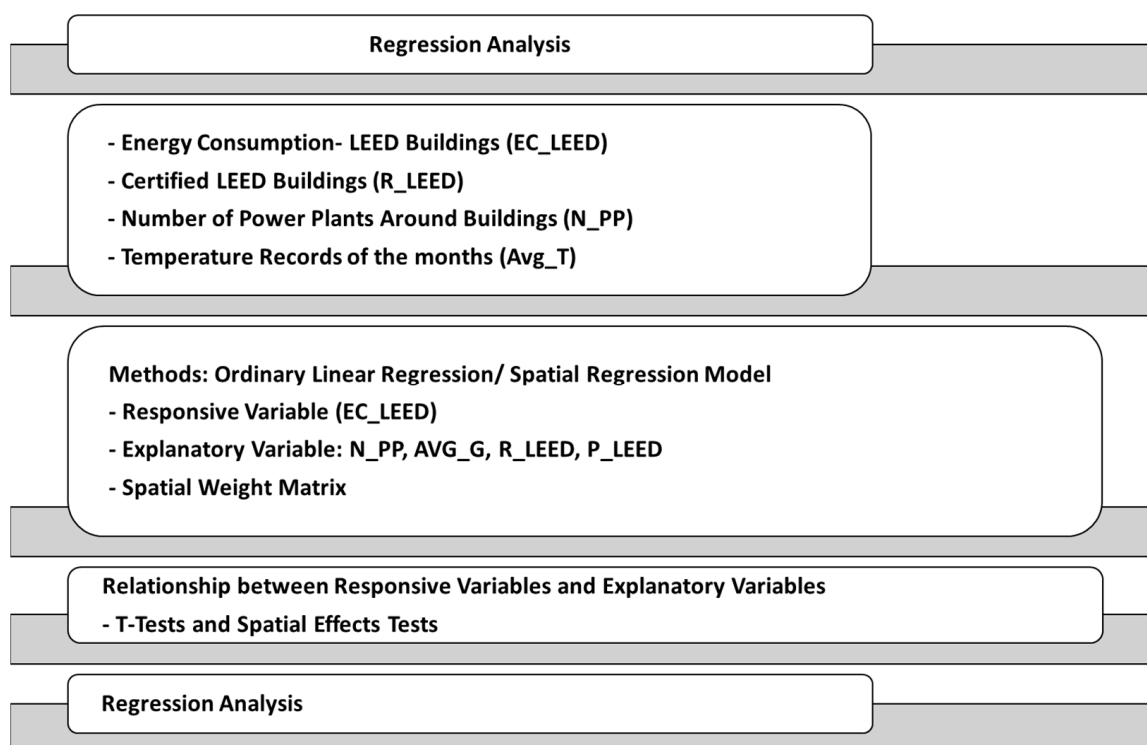 Regression Analysis
- Energy Consumption- LEED Buildings (EC_LEED)
- Certified LEED Buildings (R_LEED)
- Number of Power Plants Around Buildings (N_PP)
- Temperature Records of the months (Avg_T)
Methods: Ordinary Linear Regression/ Spatial Regression Model
- Responsive Variable (EC_LEED)
- Explanatory Variable: N_PP, AVG_G, R_LEED, P_LEED
- Spatial Weight Matrix
Relationship between Responsive Variables and Explanatory Variables
- T-Tests and Spatial Effects Tests
Regression Analysis